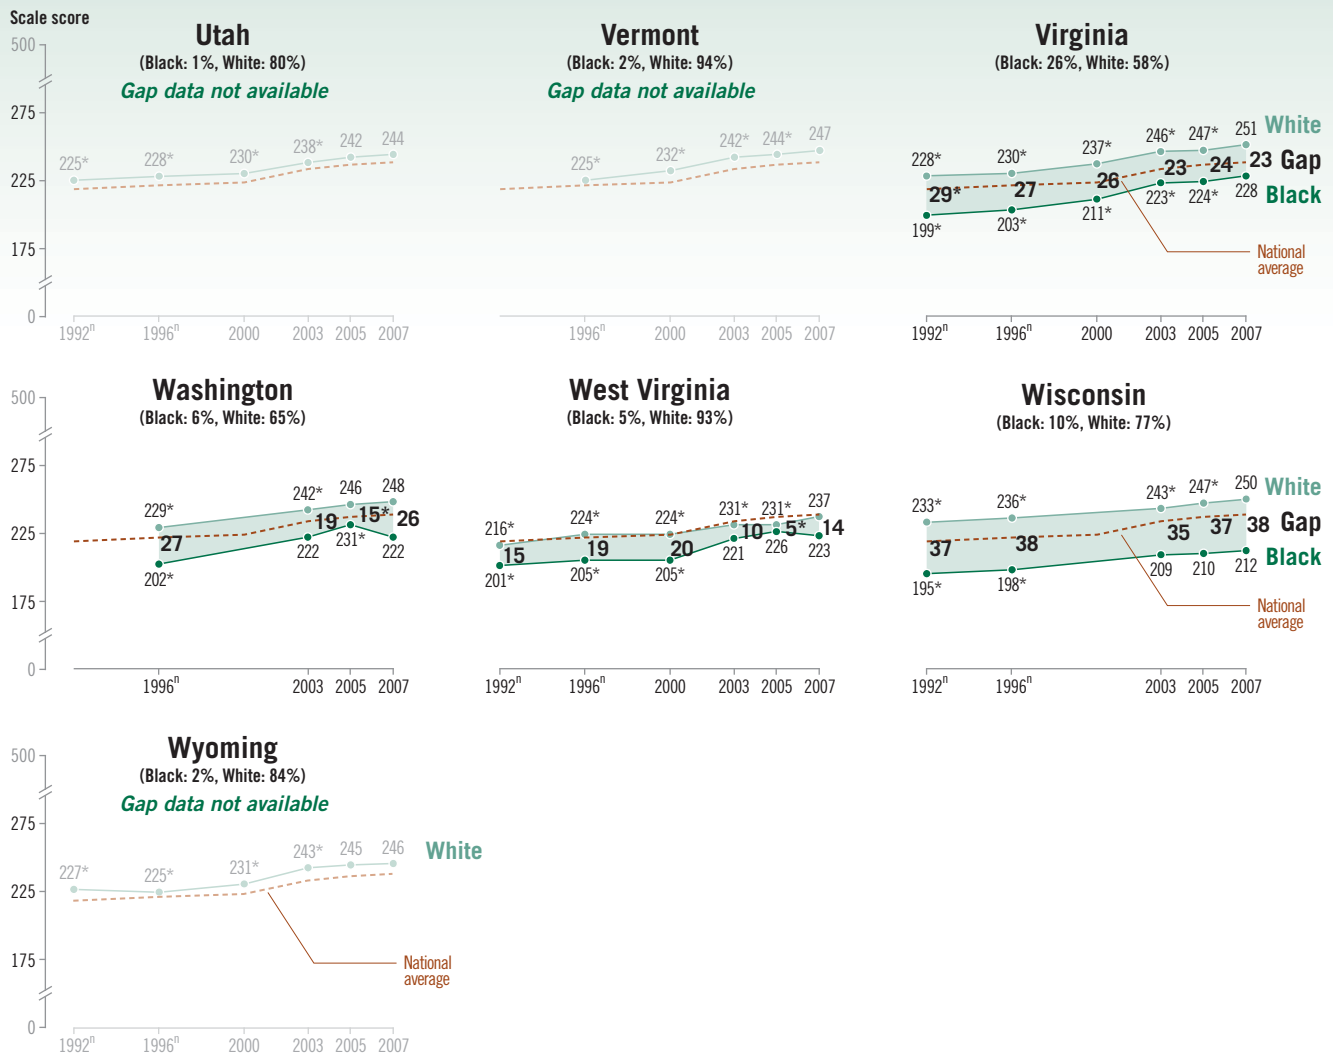 Scale score
Utah
(Black: 1%, White: 80%)
Gap data not available
500
275
225
175
0
225*
228*
230*
238*
242
244
1992n
1996n
2000
2003
2005
2007
Vermont
(Black: 2%, White: 94%)
Gap data not available
225*
232*
242*
244*
247
1996n
2000
2003
2005
2007
Virginia
(Black: 26%, White: 58%)
228*
230*
237*
246*
247*
251
White
29*
27
26
23
24
23 Gap
199*
203*
211*
223*
224*
228
Black
National
average
1992n
1996n
2000
2003
2005
2007
Washington
(Black: 6%, White: 65%)
500
275
225
175
0
229*
242*
246
248
27
19
15*
26
202*
222
231*
222
1996n
2003
2005
2007
West Virginia
(Black: 5%, White: 93%)
216*
224*
224*
231*
231*
237
15
19
20
10
5*
14
201*
205*
205*
221
226
223
1992n
1996n
2000
2003
2005
2007
Wisconsin
(Black: 10%, White: 77%)
233*
236*
243*
247*
250
White
37
38
35
37
38 Gap
195*
198*
209
210
212
Black
National
average
1992n
1996n
2003
2005
2007
Wyoming
(Black: 2%, White: 84%)
Gap data not available
500
275
225
175
0
227*
225*
231*
243*
245
246
White
National
average
1992n
1996n
2000
2003
2005
2007